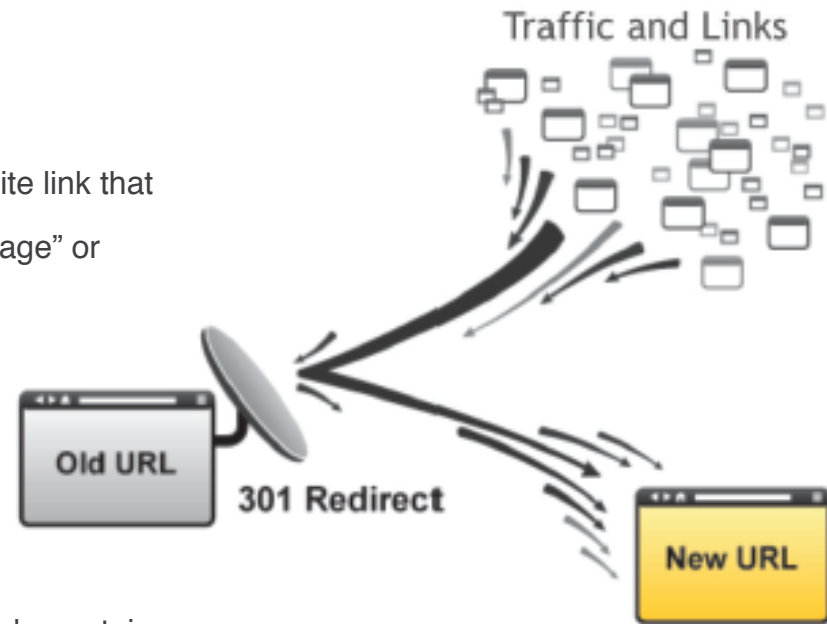 Traffic and Links
ite link that
age” or
Old URL
301 Redirect
New URL